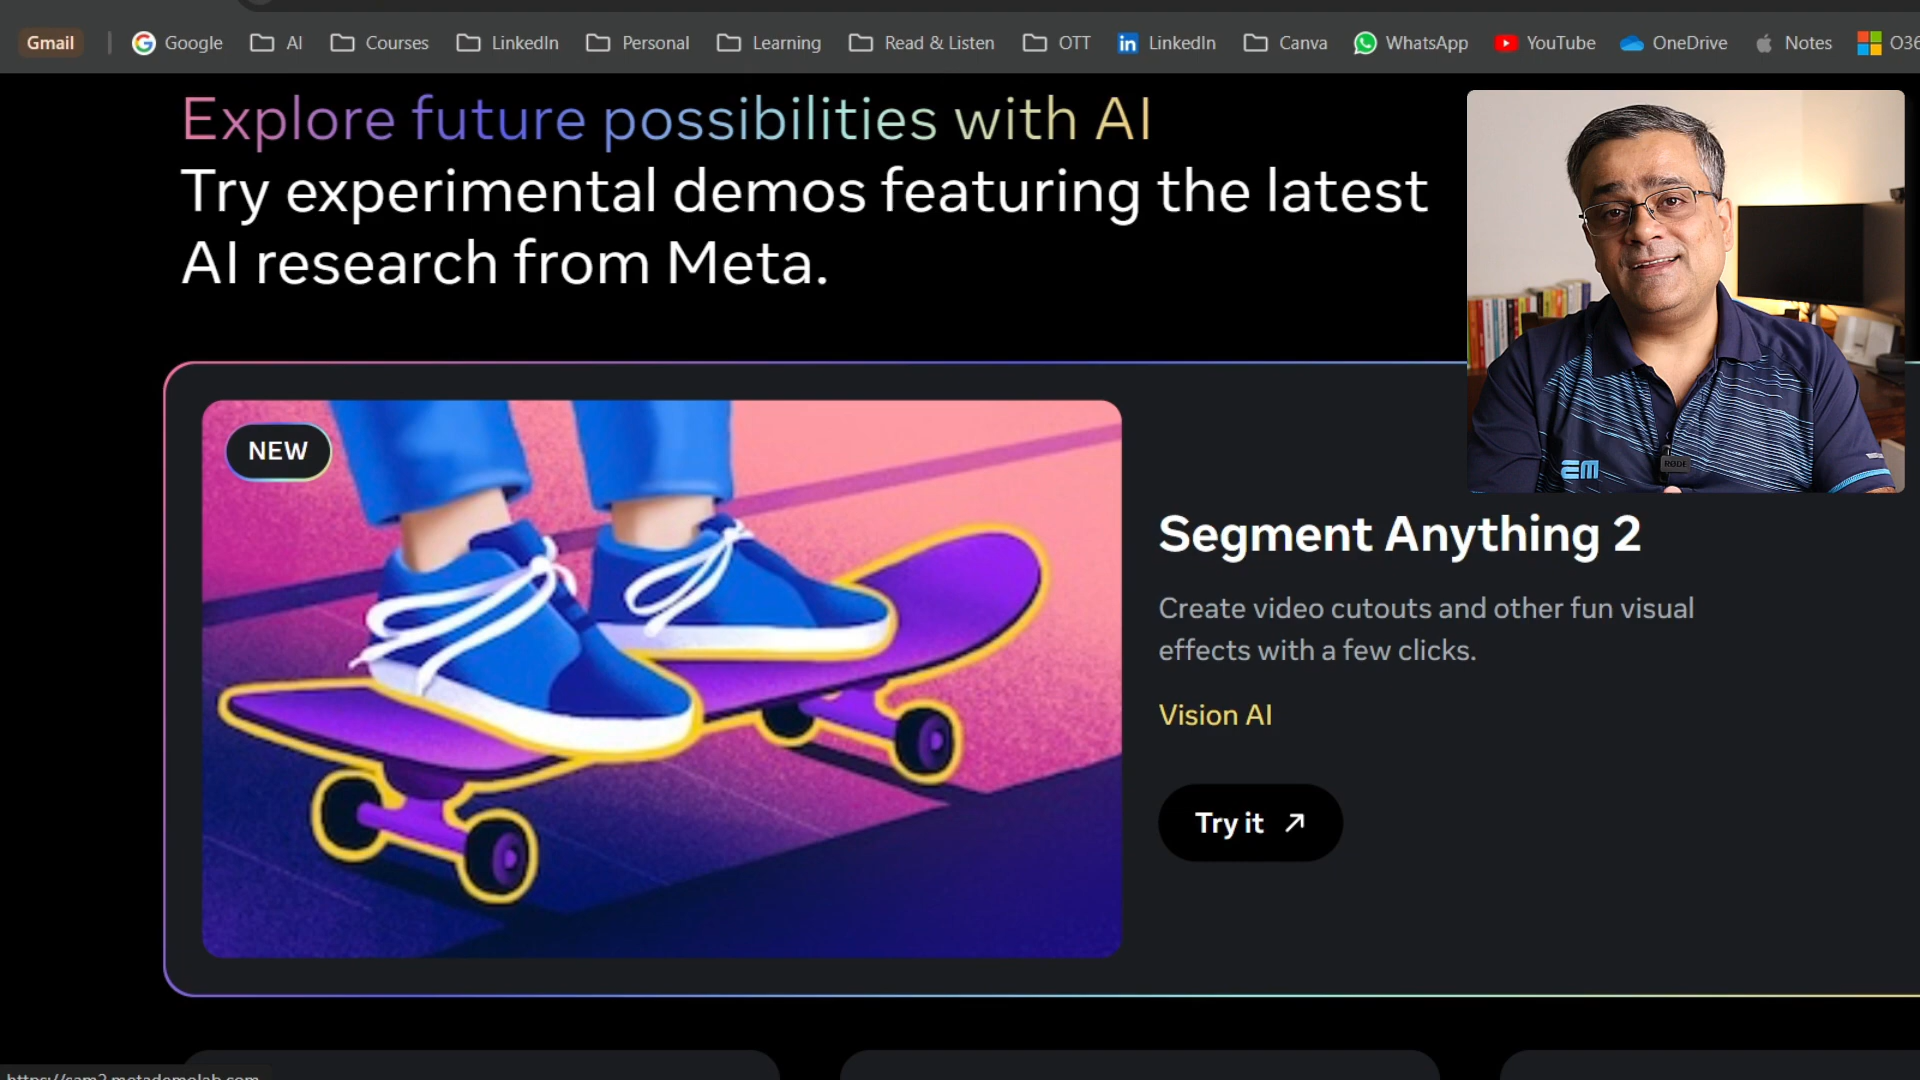 Gmail Google AI Courses LinkedIn Personal Learning Read & Listen OTT LinkedIn Canva WhatsApp YouTube OneDrive Notes
Explore future possibilities with AI
Try experimental demos featuring the latest
AI research from Meta.
NEW
EM
RODE
Segment Anything 2
Create video cutouts and other fun visual
effects with a few clicks.
Vision AI
Try it